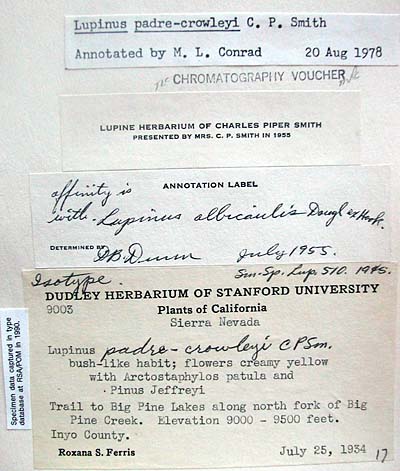 Lupinus padre-crowleyi C. P. Smith
Annotated by M. L. Conrad 20 Aug 1978
CHROMATOGRAPHY VOUCHER
LUPINE HERBARIUM OF CHARLES PIPER SMITH
PRESENTED BY MRS. C. P. SMITH IN 1955
affinity is ANNOTATION LABEL
with Lupinus albicaulis Dougl ex Hook.
DETERMINED BY D B. Dunn July 1955.
Isotype. Sm. Sp. Lup. 510. 1945.
DUDLEY HERBARIUM OF STANFORD UNIVERSITY
9003 Plants of California
Sierra Nevada
Lupinus padre-crowleyi C P Sm.
bush-like habit; flowers creamy yellow
with Arctostaphylos patula and
Pinus Jeffreyi
Trail to Big Pine Lakes along north fork of Big
Pine Creek. Elevation 9000 - 9500 feet.
Inyo County.
Roxana S. Ferris July 25, 1934 17
Specimen data captured in type
database at RSA/POM in 1990.